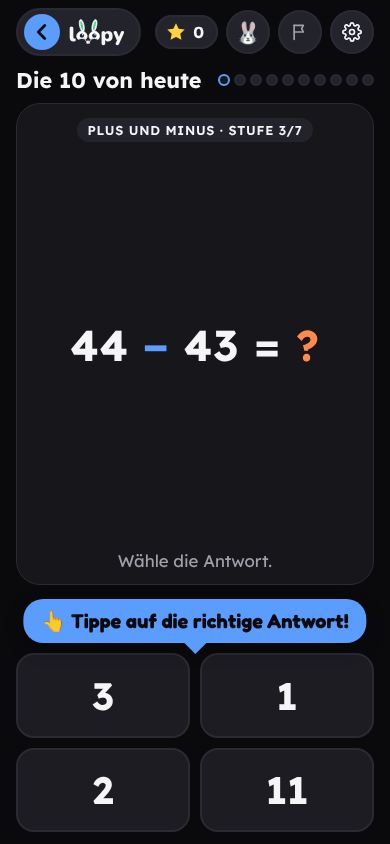 loopy
0
Die 10 von heute
PLUS UND MINUS · STUFE 3/7
44 − 43 = ?
Wähle die Antwort.
👆 Tippe auf die richtige Antwort!
3
1
2
11